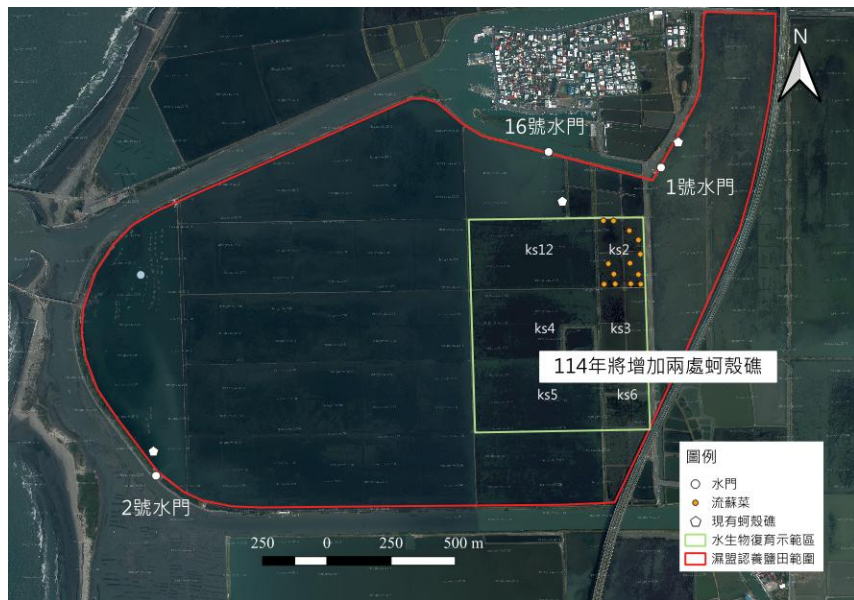 N
16號水門
1號水門
ks12
ks2
ks4
ks3
114年將增加兩處蚵殼礁
ks5
ks6
2號水門
圖例
水門
流蘇菜
現有蚵殼礁
水生物復育示範區
濕盟認養鹽田範圍
250 0 250 500 m